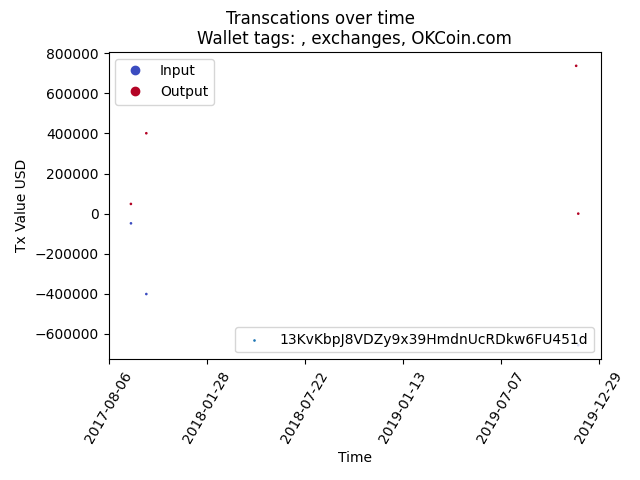 Transcations over time
Wallet tags: , exchanges, OKCoin.com
Input
Output
Tx Value USD
800000
600000
400000
200000
0
−200000
−400000
−600000
13KvKbpJ8VDZy9x39HmdnUcRDkw6FU451d
2017-08-06
2018-01-28
2018-07-22
2019-01-13
2019-07-07
2019-12-29
Time